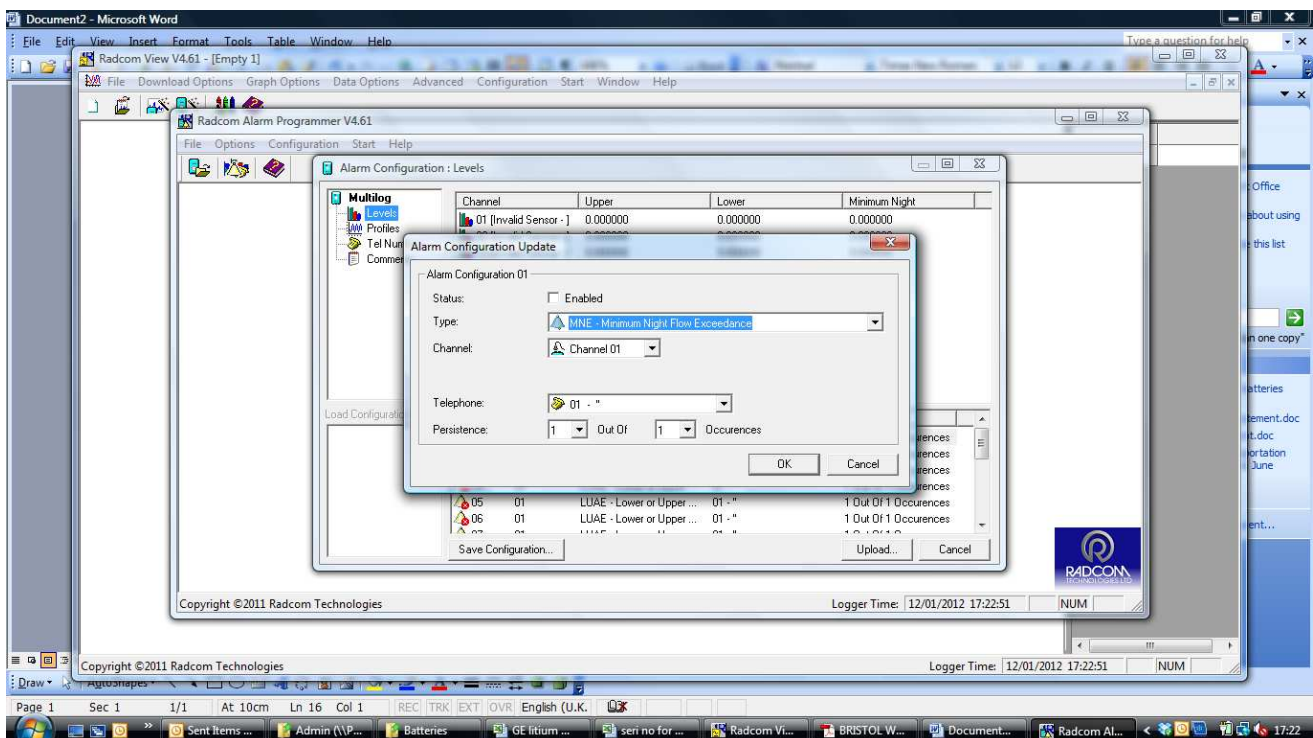 Document2 - Microsoft Word
File Edit View Insert Format Tools Table Window Help
Type a question for help
Radcom View V4.61 - [Empty 1]
File Download Options Graph Options Data Options Advanced Configuration Start Window Help
Radcom Alarm Programmer V4.61
File Options Configuration Start Help
Alarm Configuration : Levels
Multilog
Levels
Profiles
Tel Num
Commen
Channel Upper Lower Minimum Night
01 [Invalid Sensor - ] 0.000000 0.000000 0.000000
Alarm Configuration Update
Alarm Configuration 01
Status: Enabled
Type: MNE - Minimum Night Flow Exceedance
Channel: Channel 01
Telephone: 01 - "
Persistence: 1 Out Of 1 Occurences
OK Cancel
Load Configuratio
urences
urences
urences
urences
05 01 LUAE - Lower or Upper ... 01 - " 1 Out Of 1 Occurences
06 01 LUAE - Lower or Upper ... 01 - " 1 Out Of 1 Occurences
Save Configuration... Upload... Cancel
RADCOM
TECHNOLOGIES LTD
Copyright ©2011 Radcom Technologies Logger Time: 12/01/2012 17:22:51 NUM
Copyright ©2011 Radcom Technologies Logger Time: 12/01/2012 17:22:51 NUM
Office
about using
this list
in one copy"
atteries
ement.doc
t.doc
portation
June
ent...
Draw AutoShapes
Page 1 Sec 1 1/1 At 10cm Ln 16 Col 1 REC TRK EXT OVR English (U.K.
Sent Items ... Admin (\\P... Batteries GE litium ... seri no for ... Radcom Vi... BRISTOL W... Document... Radcom Al... 17:22